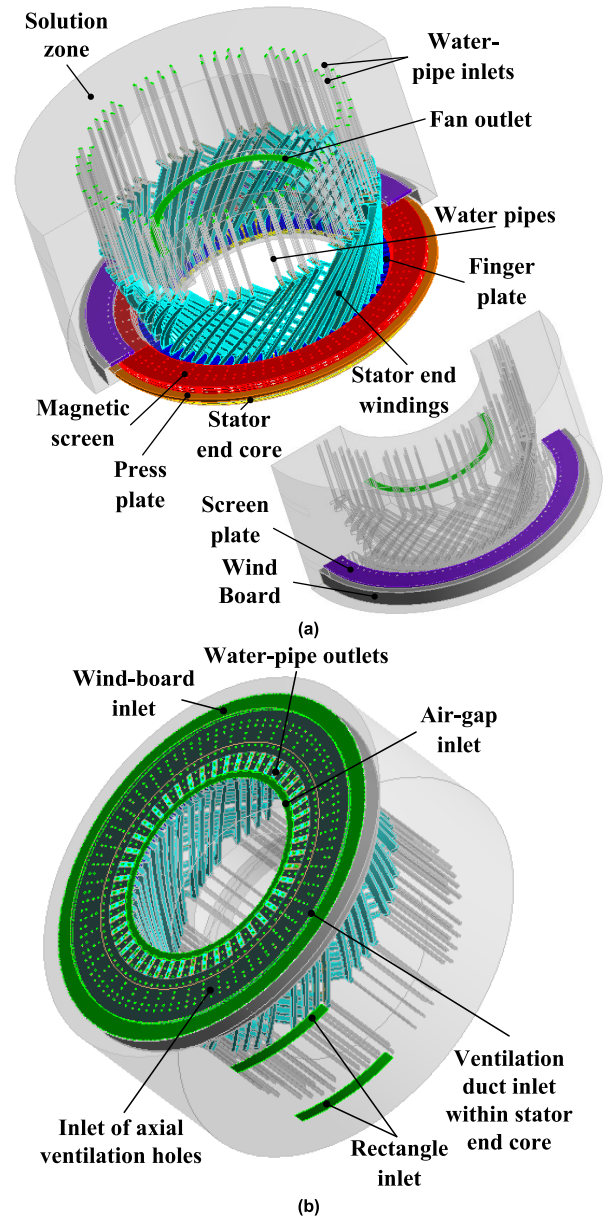 Solution
zone
Water-
pipe inlets
Fan outlet
Water pipes
Finger
plate
Stator end
windings
Magnetic
screen
Stator
end core
Press
plate
Screen
plate
Wind
Board
(a)
Water-pipe outlets
Wind-board
inlet
Air-gap
inlet
Ventilation
duct inlet
within stator
end core
Inlet of axial
ventilation holes
Rectangle
inlet
(b)